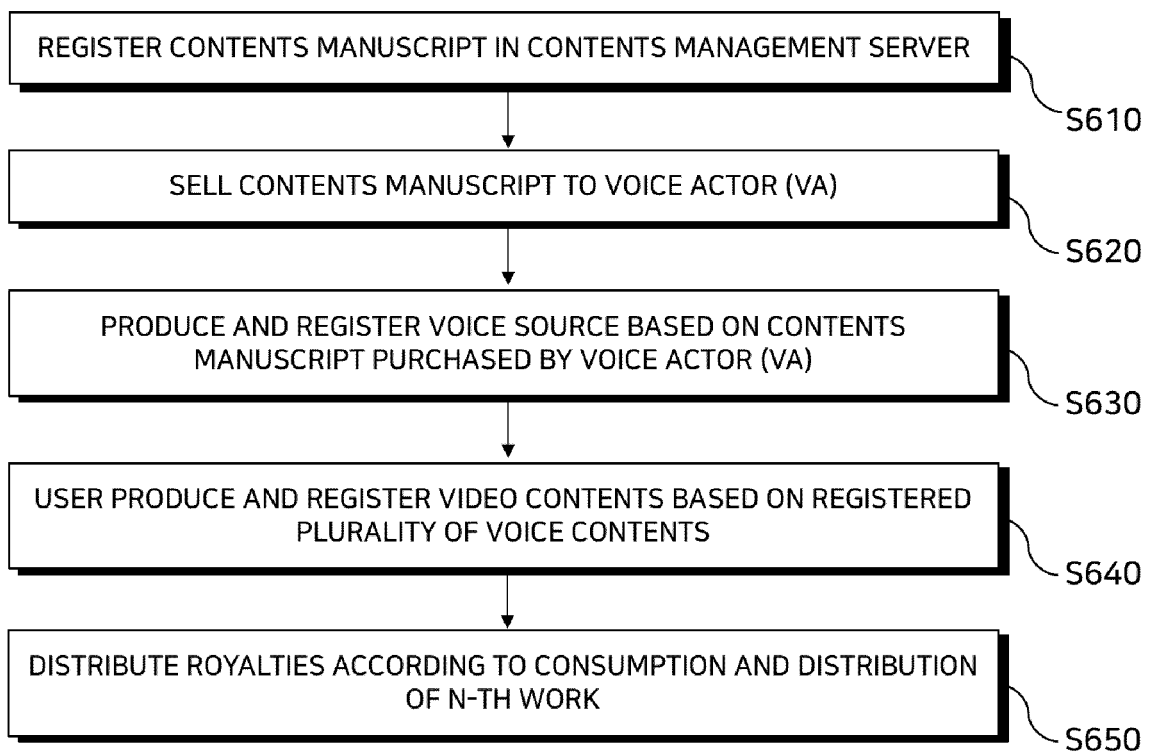 REGISTER CONTENTS MANUSCRIPT IN CONTENTS MANAGEMENT SERVER
S610
SELL CONTENTS MANUSCRIPT TO VOICE ACTOR (VA)
S620
PRODUCE AND REGISTER VOICE SOURCE BASED ON CONTENTS
MANUSCRIPT PURCHASED BY VOICE ACTOR (VA)
S630
USER PRODUCE AND REGISTER VIDEO CONTENTS BASED ON REGISTERED
PLURALITY OF VOICE CONTENTS
S640
DISTRIBUTE ROYALTIES ACCORDING TO CONSUMPTION AND DISTRIBUTION
OF N-TH WORK
S650